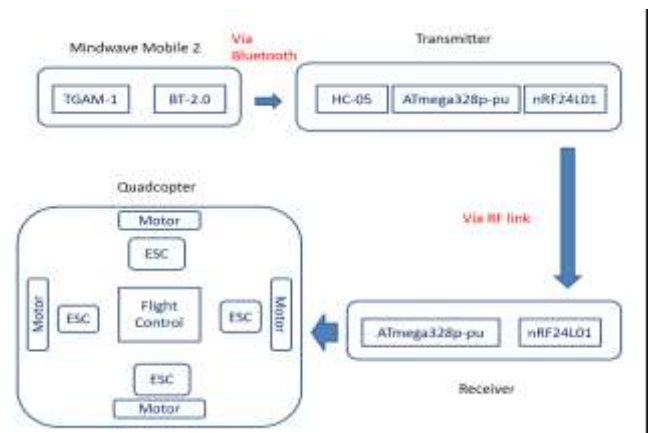 Mindwave Mobile 2
Via
Bluetooth
Transmitter
TGAM-1
BT-2.0
HC-05
ATmega328p-pu
nRF24L01
Quadcopter
Via RF link
Motor
ESC
Motor
ESC
Flight
Control
ESC
Motor
ESC
Motor
ATmega328p-pu
nRF24L01
Receiver